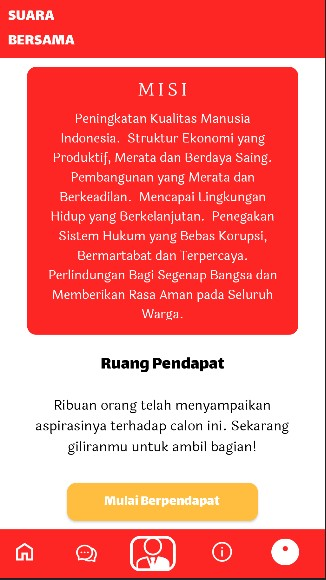 SUARA
BERSAMA
MISI
Peningkatan Kualitas Manusia
Indonesia. Struktur Ekonomi yang
Produktif, Merata dan Berdaya Saing.
Pembangunan yang Merata dan
Berkeadilan. Mencapai Lingkungan
Hidup yang Berkelanjutan. Penegakan
Sistem Hukum yang Bebas Korupsi,
Bermartabat dan Terpercaya.
Perlindungan Bagi Segenap Bangsa dan
Memberikan Rasa Aman pada Seluruh
Warga.
Ruang Pendapat
Ribuan orang telah menyampaikan
aspirasinya terhadap calon ini. Sekarang
giliranmu untuk ambil bagian!
Mulai Berpendapat